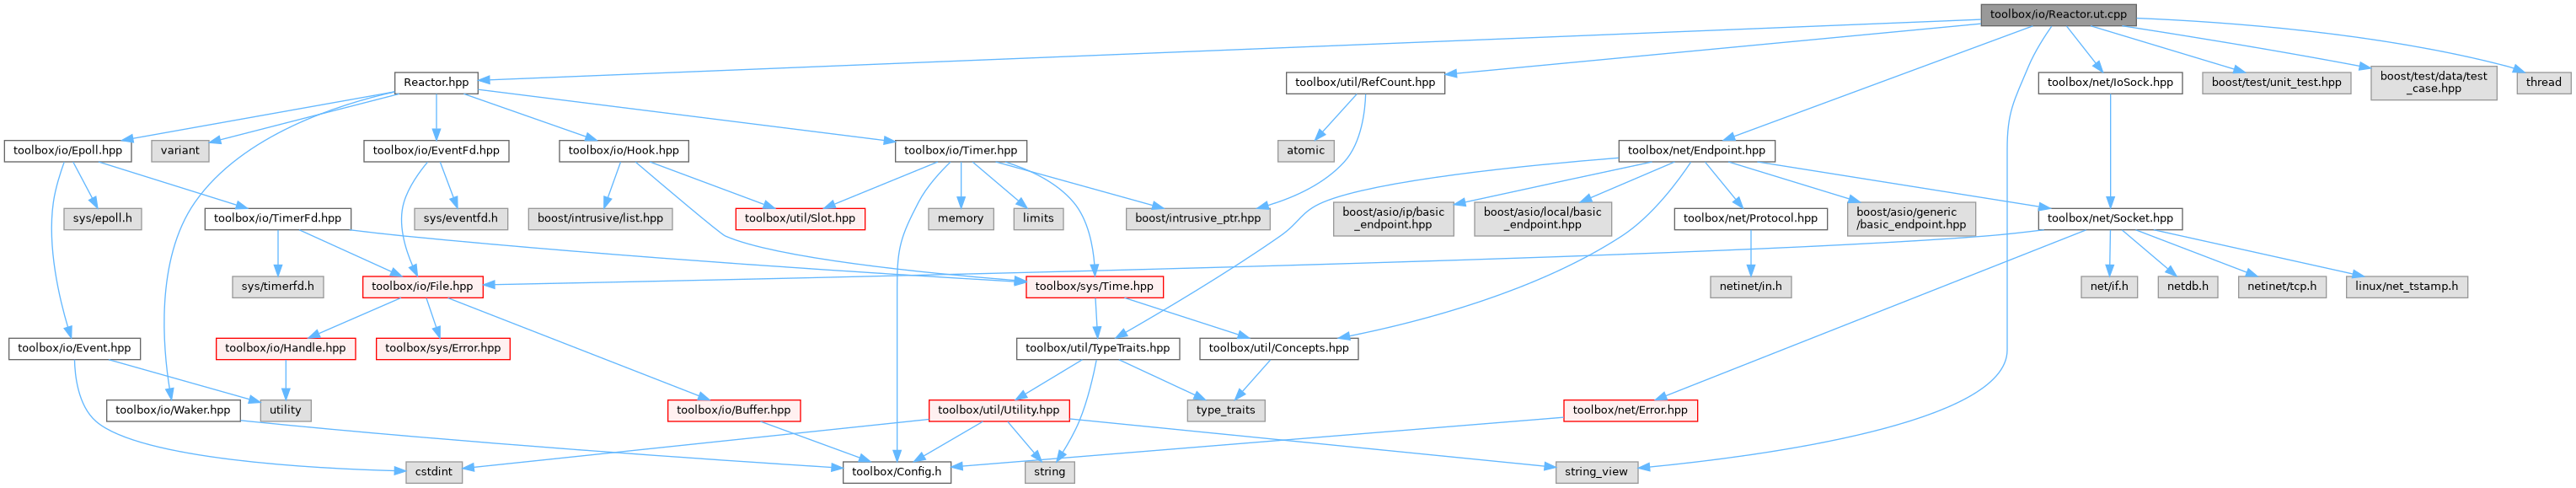 toolbox/io/Reactor.ut.cpp
Reactor.hpp
toolbox/util/RefCount.hpp
toolbox/net/IoSock.hpp
boost/test/unit_test.hpp
boost/test/data/test
_case.hpp
thread
toolbox/io/Epoll.hpp
variant
toolbox/io/EventFd.hpp
toolbox/io/Hook.hpp
toolbox/io/Timer.hpp
atomic
toolbox/net/Endpoint.hpp
sys/epoll.h
toolbox/io/TimerFd.hpp
sys/eventfd.h
boost/intrusive/list.hpp
toolbox/util/Slot.hpp
memory
limits
boost/intrusive_ptr.hpp
boost/asio/ip/basic
_endpoint.hpp
boost/asio/local/basic
_endpoint.hpp
toolbox/net/Protocol.hpp
boost/asio/generic
/basic_endpoint.hpp
toolbox/net/Socket.hpp
sys/timerfd.h
toolbox/io/File.hpp
toolbox/sys/Time.hpp
netinet/in.h
net/if.h
netdb.h
netinet/tcp.h
linux/net_tstamp.h
toolbox/io/Event.hpp
toolbox/io/Handle.hpp
toolbox/sys/Error.hpp
toolbox/util/TypeTraits.hpp
toolbox/util/Concepts.hpp
toolbox/io/Waker.hpp
utility
toolbox/io/Buffer.hpp
toolbox/util/Utility.hpp
type_traits
toolbox/net/Error.hpp
cstdint
toolbox/Config.h
string
string_view